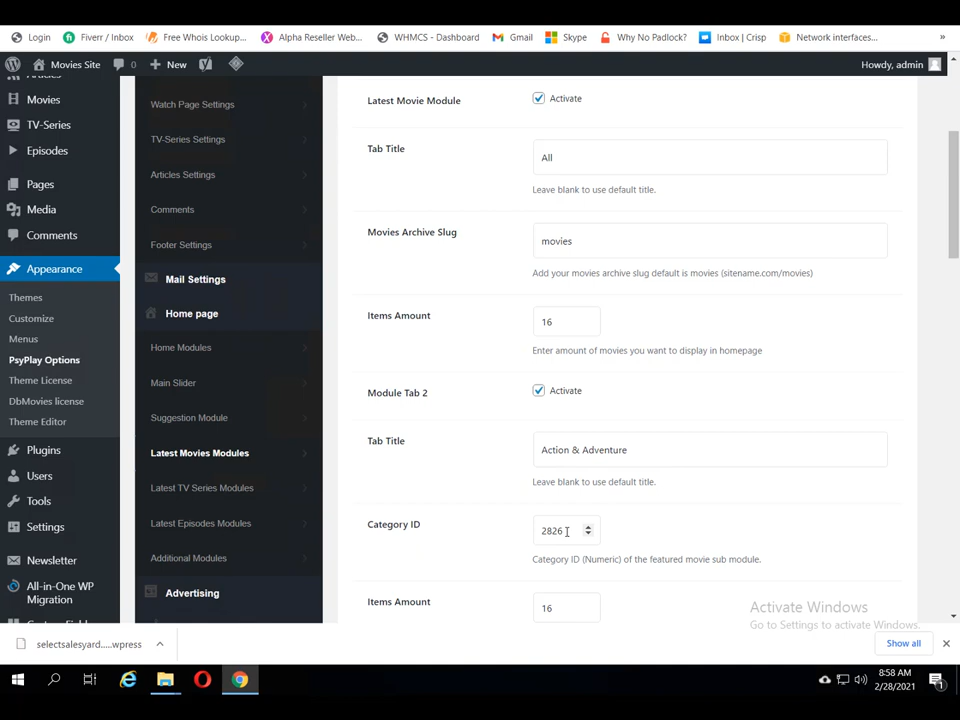 Login Fiverr / Inbox Free Whois Lookup... Alpha Reseller Web... WHMCS - Dashboard Gmail Skype Why No Padlock? Inbox | Crisp Network interfaces... »
Movies Site 0 New Howdy, admin
Movies
TV-Series
Episodes
Pages
Media
Comments
Appearance
Themes
Customize
Menus
PsyPlay Options
Theme License
DbMovies license
Theme Editor
Plugins
Users
Tools
Settings
Newsletter
All-in-One WP
Migration
Watch Page Settings
TV-Series Settings
Articles Settings
Comments
Footer Settings
Mail Settings
Home page
Home Modules
Main Slider
Suggestion Module
Latest Movies Modules
Latest TV Series Modules
Latest Episodes Modules
Additional Modules
Advertising
Latest Movie Module Activate
Tab Title All
Leave blank to use default title.
Movies Archive Slug movies
Add your movies archive slug default is movies (sitename.com/movies)
Items Amount 16
Enter amount of movies you want to display in homepage
Module Tab 2 Activate
Tab Title Action & Adventure
Leave blank to use default title.
Category ID 2826
Category ID (Numeric) of the featured movie sub module.
Items Amount 16
Activate Windows
Go to Settings to activate Windows.
selectsalesyard....wpress Show all
8:58 AM
2/28/2021
1